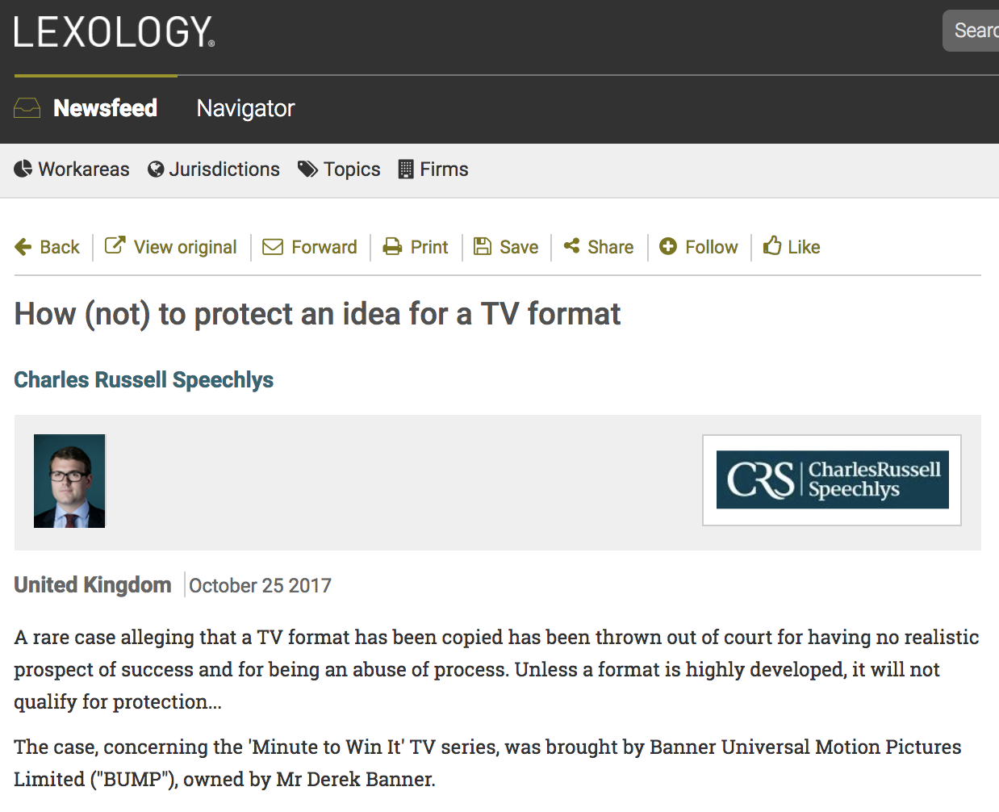 LEXOLOGY®
Newsfeed Navigator
Workareas Jurisdictions Topics Firms
Back View original Forward Print Save Share Follow Like
How (not) to protect an idea for a TV format
Charles Russell Speechlys
CRS CharlesRussell
Speechlys
United Kingdom October 25 2017
A rare case alleging that a TV format has been copied has been thrown out of court for having no realistic
prospect of success and for being an abuse of process. Unless a format is highly developed, it will not
qualify for protection...
The case, concerning the 'Minute to Win It' TV series, was brought by Banner Universal Motion Pictures
Limited ("BUMP"), owned by Mr Derek Banner.